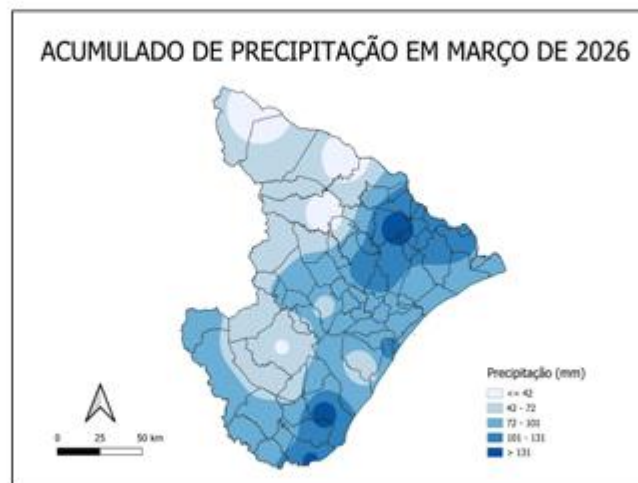 ACUMULADO DE PRECIPITAÇÃO EM MARÇO DE 2026
Precipitação (mm)
<= 42
42 - 72
72 - 101
101 - 131
> 131
0 25 50 km